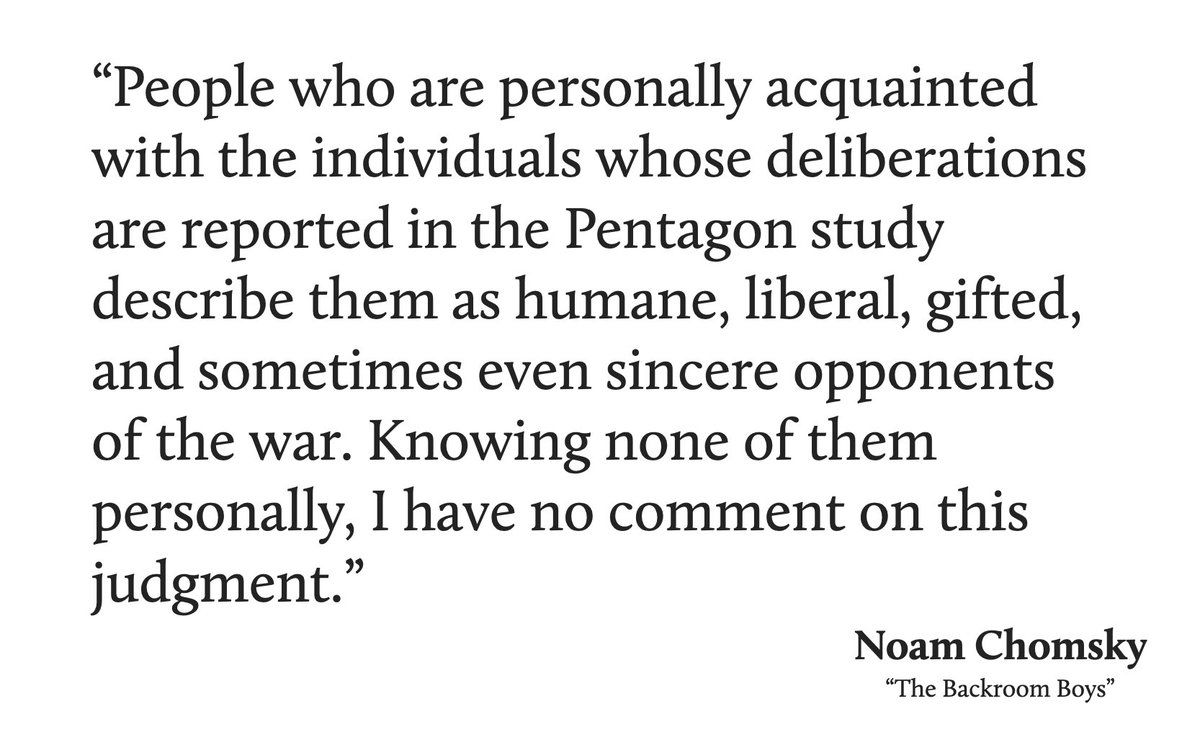 “People who are personally acquainted
with the individuals whose deliberations
are reported in the Pentagon study
describe them as humane, liberal, gifted,
and sometimes even sincere opponents
of the war. Knowing none of them
personally, I have no comment on this
judgment.”
Noam Chomsky
“The Backroom Boys”